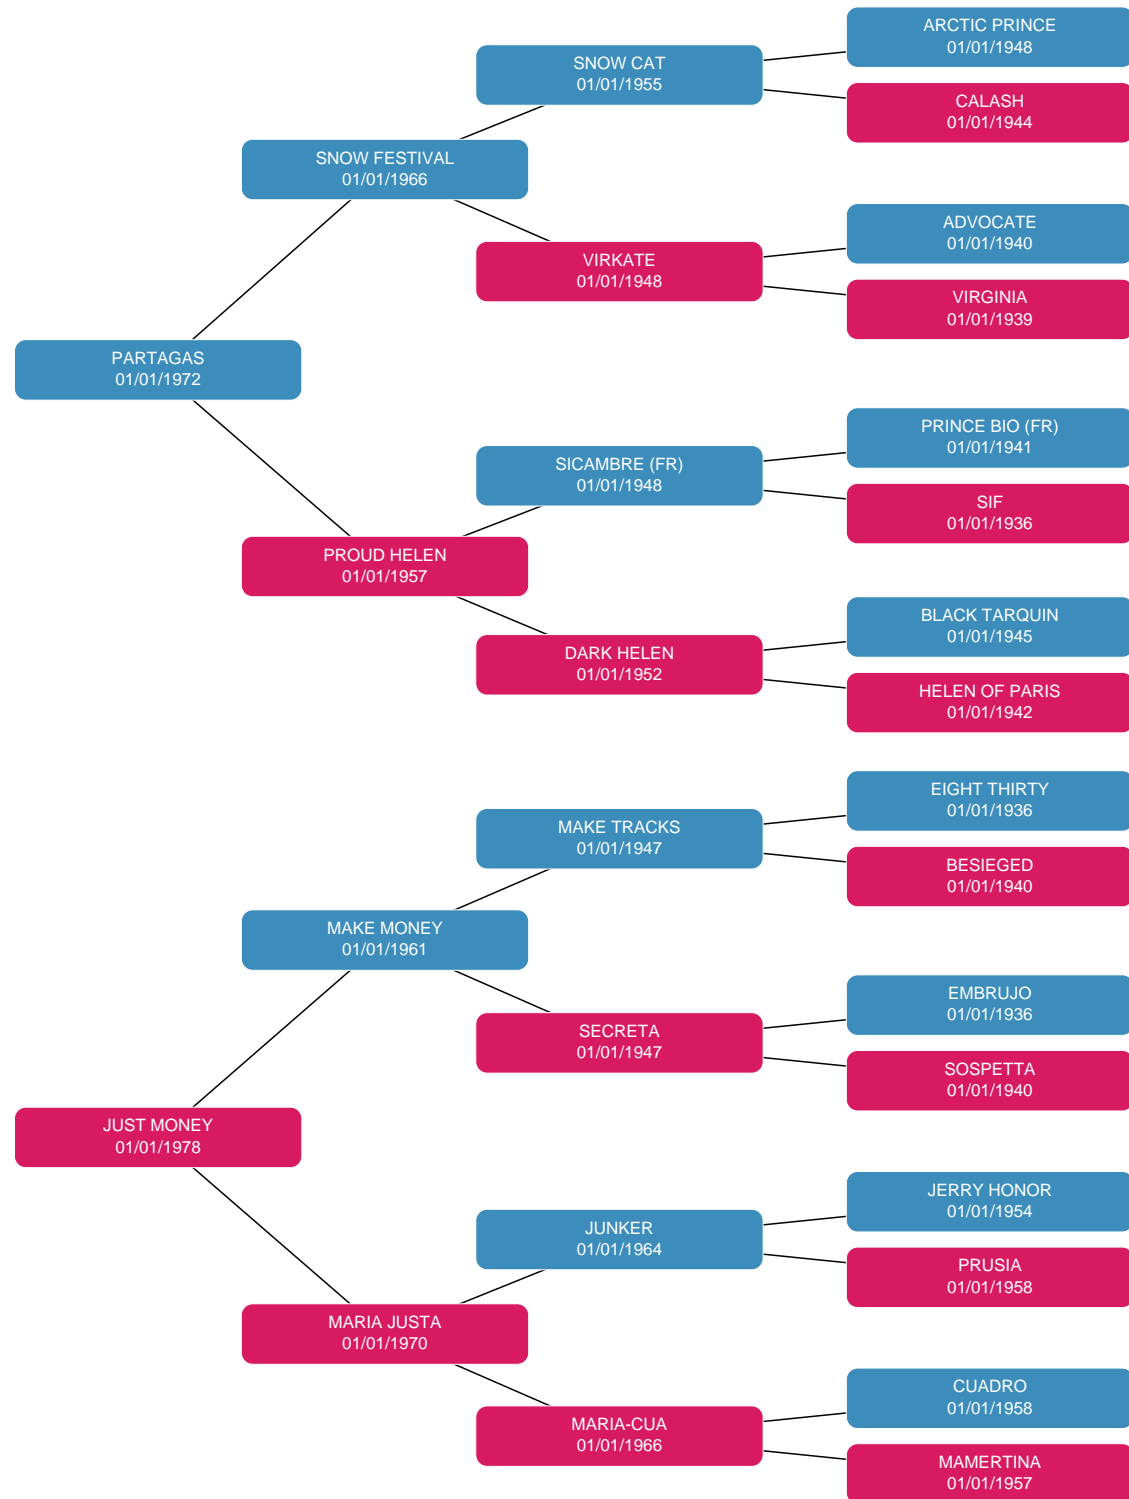 ARCTIC PRINCE
01/01/1948
SNOW CAT
01/01/1955
CALASH
01/01/1944
SNOW FESTIVAL
01/01/1966
ADVOCATE
01/01/1940
VIRKATE
01/01/1948
VIRGINIA
01/01/1939
PARTAGAS
01/01/1972
PRINCE BIO (FR)
01/01/1941
SICAMBRE (FR)
01/01/1948
SIF
01/01/1936
PROUD HELEN
01/01/1957
BLACK TARQUIN
01/01/1945
DARK HELEN
01/01/1952
HELEN OF PARIS
01/01/1942
EIGHT THIRTY
01/01/1936
MAKE TRACKS
01/01/1947
BESIEGED
01/01/1940
MAKE MONEY
01/01/1961
EMBRUJO
01/01/1936
SECRETA
01/01/1947
SOSPETTA
01/01/1940
JUST MONEY
01/01/1978
JERRY HONOR
01/01/1954
JUNKER
01/01/1964
PRUSIA
01/01/1958
MARIA JUSTA
01/01/1970
CUADRO
01/01/1958
MARIA-CUA
01/01/1966
MAMERTINA
01/01/1957